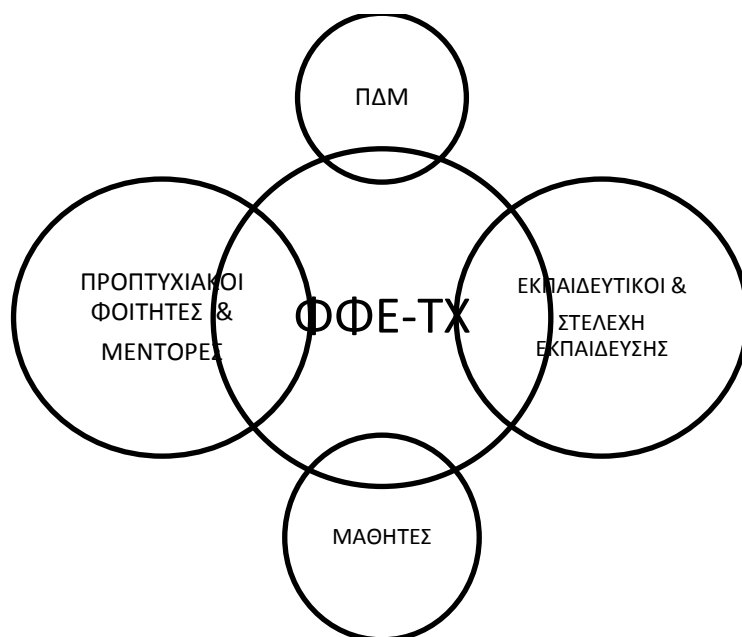 ΠΔΜ
ΠΡΟΠΤΥΧΙΑΚΟΙ
ΦΟΙΤΗΤΕΣ &
ΜΕΝΤΟΡΕΣ
ΦΦΕ-ΤΧ
ΕΚΠΑΙΔΕΥΤΙΚΟΙ &
ΣΤΕΛΕΧΗ
ΕΚΠΑΙΔΕΥΣΗΣ
ΜΑΘΗΤΕΣ